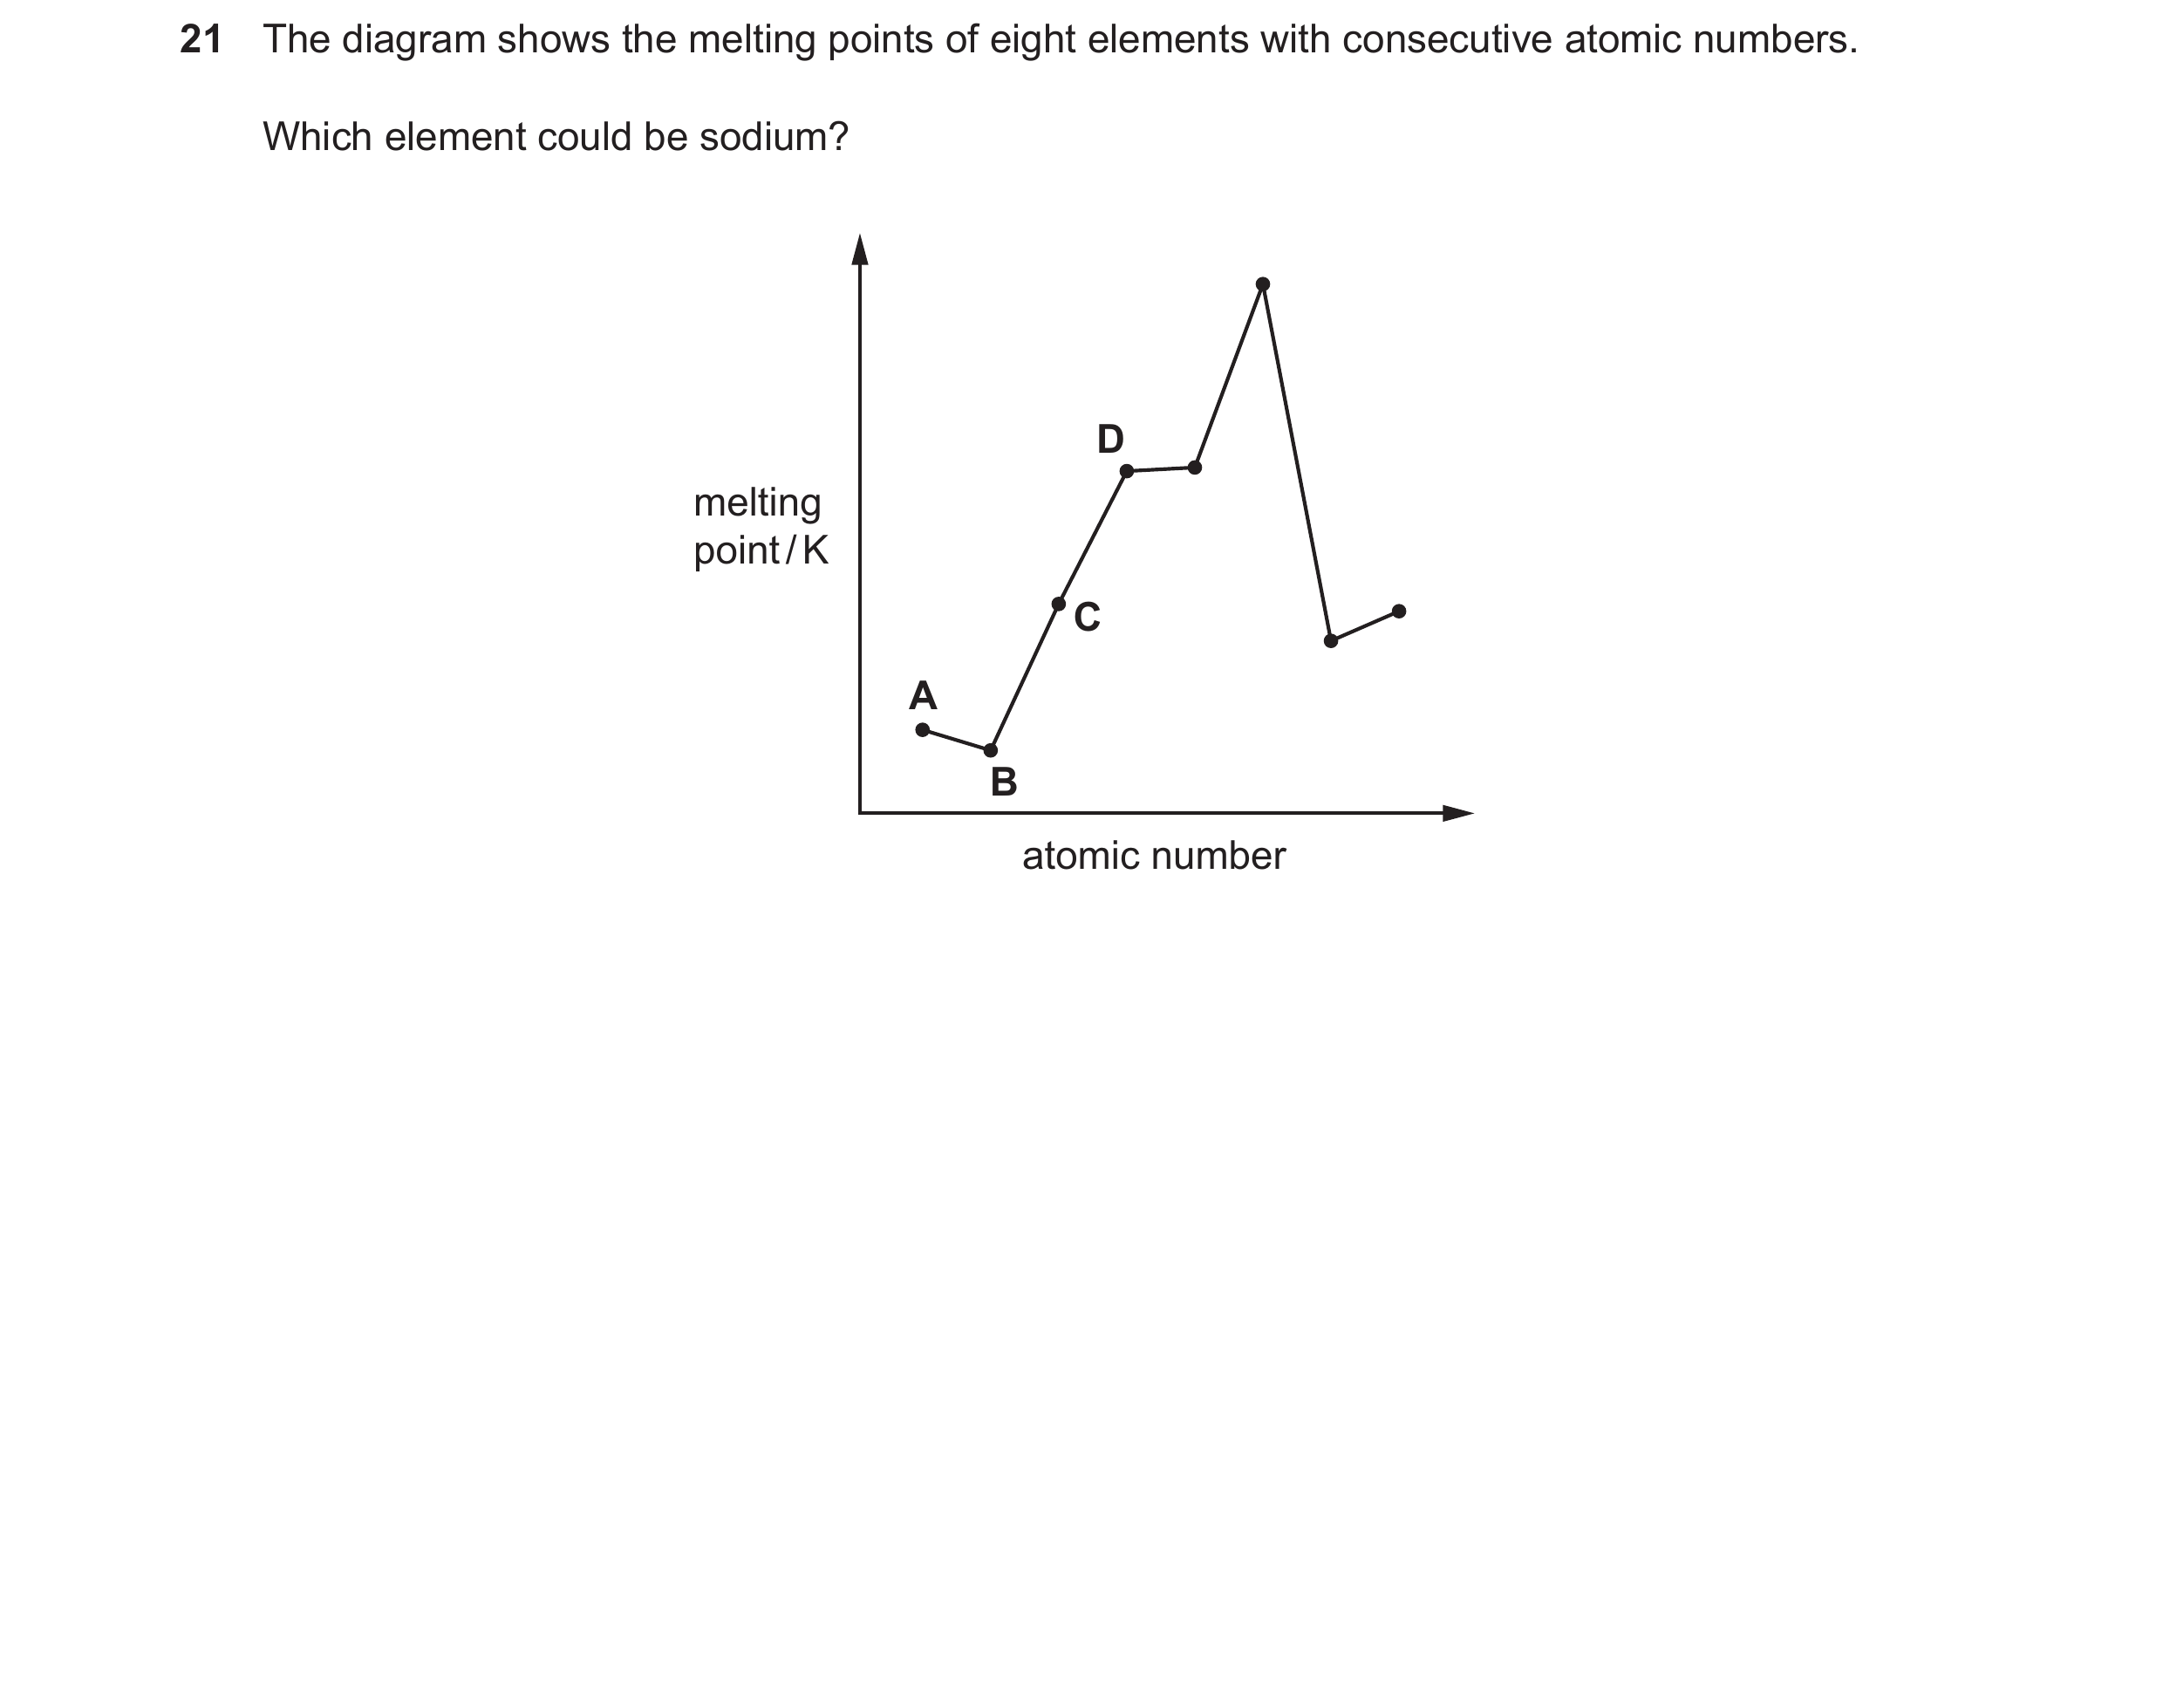 21 The diagram shows the melting points of eight elements with consecutive atomic numbers.
Which element could be sodium?
D
melting
point / K
C
A
B
atomic number